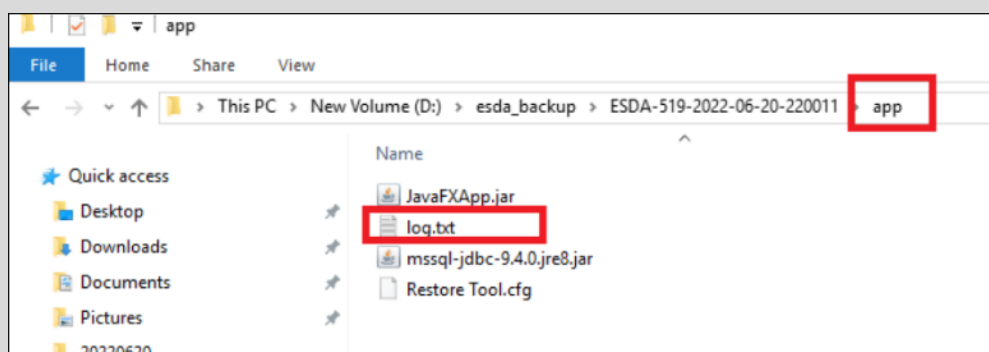 app
File Home Share View
This PC > New Volume (D:) > esda_backup > ESDA-519-2022-06-20-220011 > app
Name
Quick access
JavaFXApp.jar
Desktop
log.txt
Downloads
mssql-jdbc-9.4.0.jre8.jar
Documents
Restore Tool.cfg
Pictures
20220620